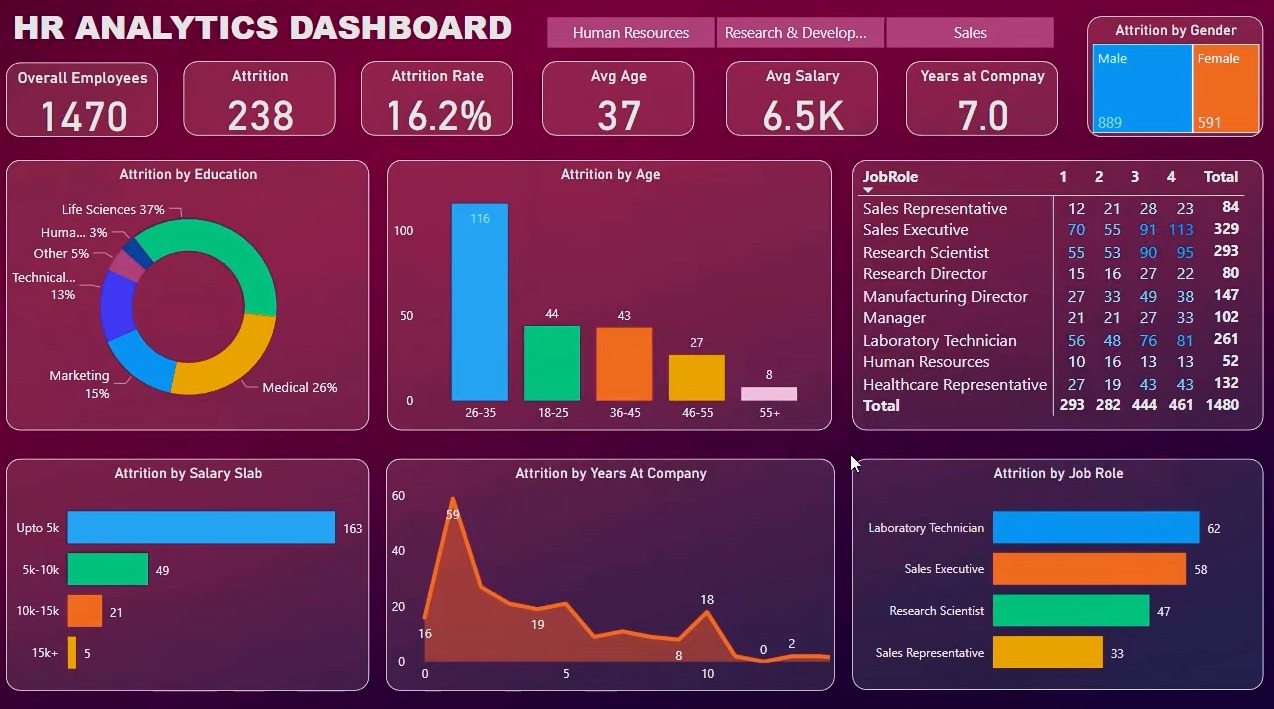 HR ANALYTICS DASHBOARD
Human Resources
Research & Develop...
Sales
Overall Employees
1470
Attrition
238
Attrition Rate
16.2%
Avg Age
37
Avg Salary
6.5K
Years at Compnay
7.0
Attrition by Gender
Male
Female
889
591
Attrition by Education
Life Sciences 37%
Huma... 3%
Other 5%
Technical...
13%
Marketing
15%
Medical 26%
Attrition by Age
100
50
0
116
44
43
27
8
26-35
18-25
36-45
46-55
55+
JobRole 1 2 3 4 Total
Sales Representative 12 21 28 23 84
Sales Executive 70 55 91 113 329
Research Scientist 55 53 90 95 293
Research Director 15 16 27 22 80
Manufacturing Director 27 33 49 38 147
Manager 21 21 27 33 102
Laboratory Technician 56 48 76 81 261
Human Resources 10 16 13 13 52
Healthcare Representative 27 19 43 43 132
Total 293 282 444 461 1480
Attrition by Salary Slab
Upto 5k 163
5k-10k 49
10k-15k 21
15k+ 5
Attrition by Years At Company
60
40
20
0
16
59
19
8
18
0
2
0
5
10
Attrition by Job Role
Laboratory Technician 62
Sales Executive 58
Research Scientist 47
Sales Representative 33